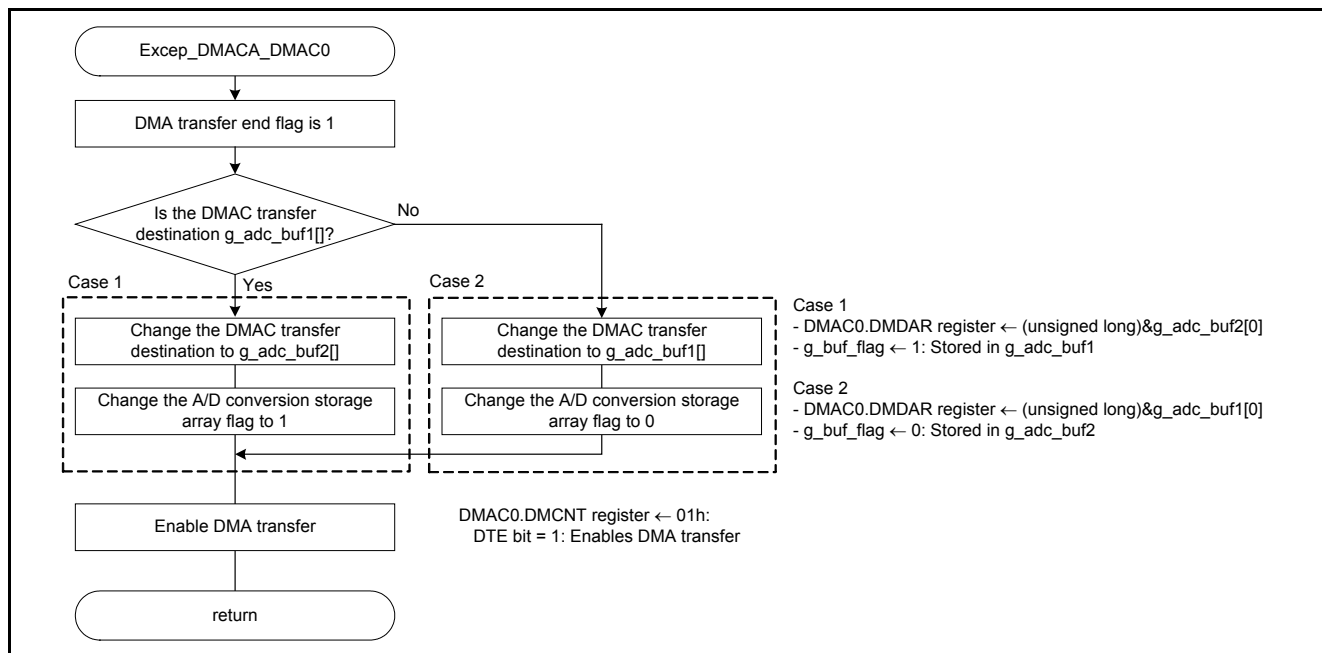 Excep_DMACA_DMAC0
DMA transfer end flag is 1
Is the DMAC transfer
destination g_adc_buf1[]?
No
Yes
Case 1
Change the DMAC transfer
destination to g_adc_buf2[]
Change the A/D conversion storage
array flag to 1
Case 2
Change the DMAC transfer
destination to g_adc_buf1[]
Change the A/D conversion storage
array flag to 0
Case 1
- DMAC0.DMDAR register ← (unsigned long)&g_adc_buf2[0]
- g_buf_flag ← 1: Stored in g_adc_buf1
Case 2
- DMAC0.DMDAR register ← (unsigned long)&g_adc_buf1[0]
- g_buf_flag ← 0: Stored in g_adc_buf2
Enable DMA transfer
DMAC0.DMCNT register ← 01h:
DTE bit = 1: Enables DMA transfer
return